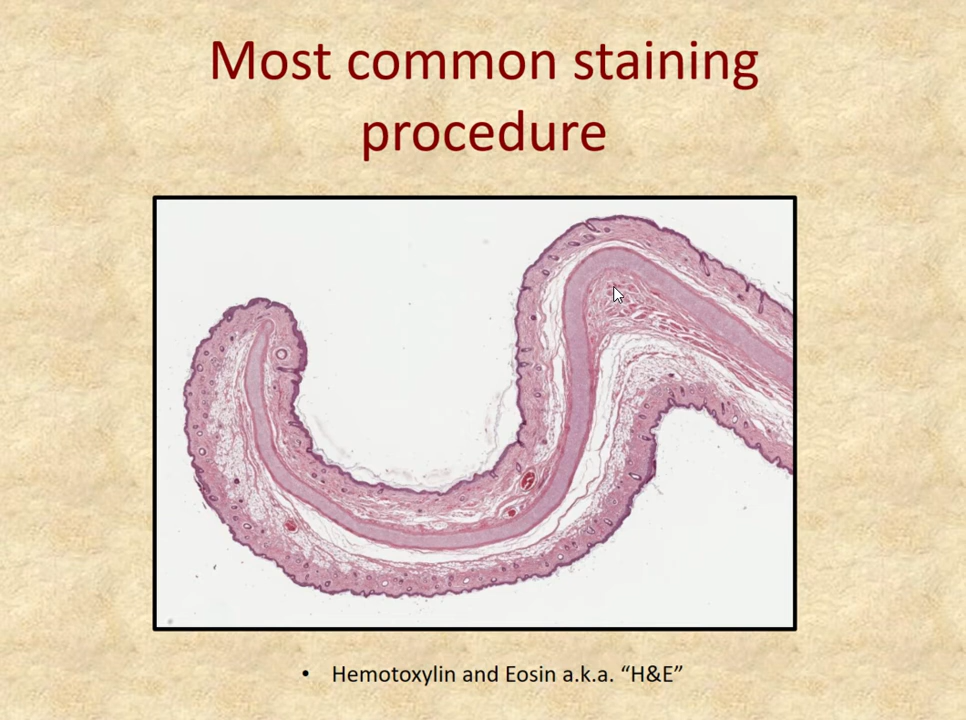 Most common staining
procedure
• Hemotoxylin and Eosin a.k.a. “H&E”